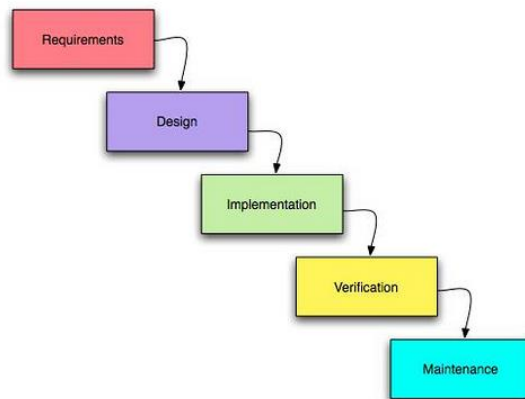 Requirements
Design
Implementation
Verification
Maintenance